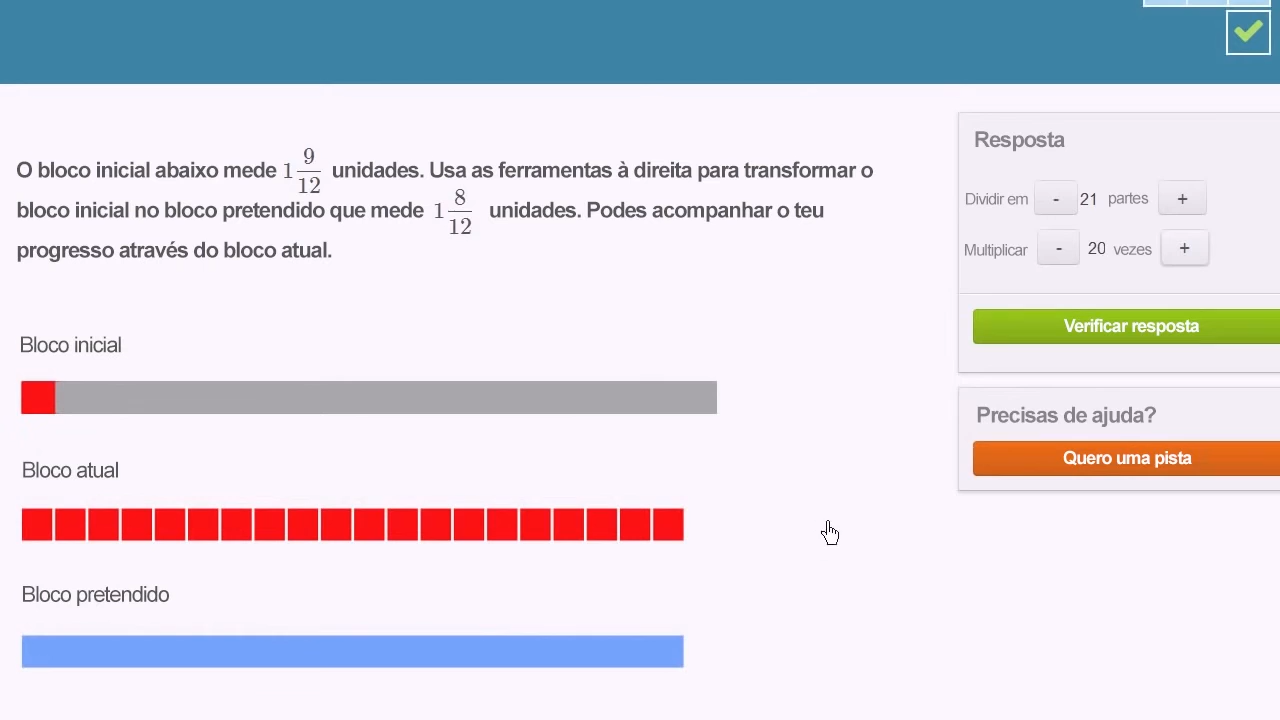 O bloco inicial abaixo mede 1 9/12 unidades. Usa as ferramentas à direita para transformar o
bloco inicial no bloco pretendido que mede 1 8/12 unidades. Podes acompanhar o teu
progresso através do bloco atual.
Bloco inicial
Bloco atual
Bloco pretendido
Resposta
Dividir em - 21 partes +
Multiplicar - 20 vezes +
Verificar resposta
Precisas de ajuda?
Quero uma pista